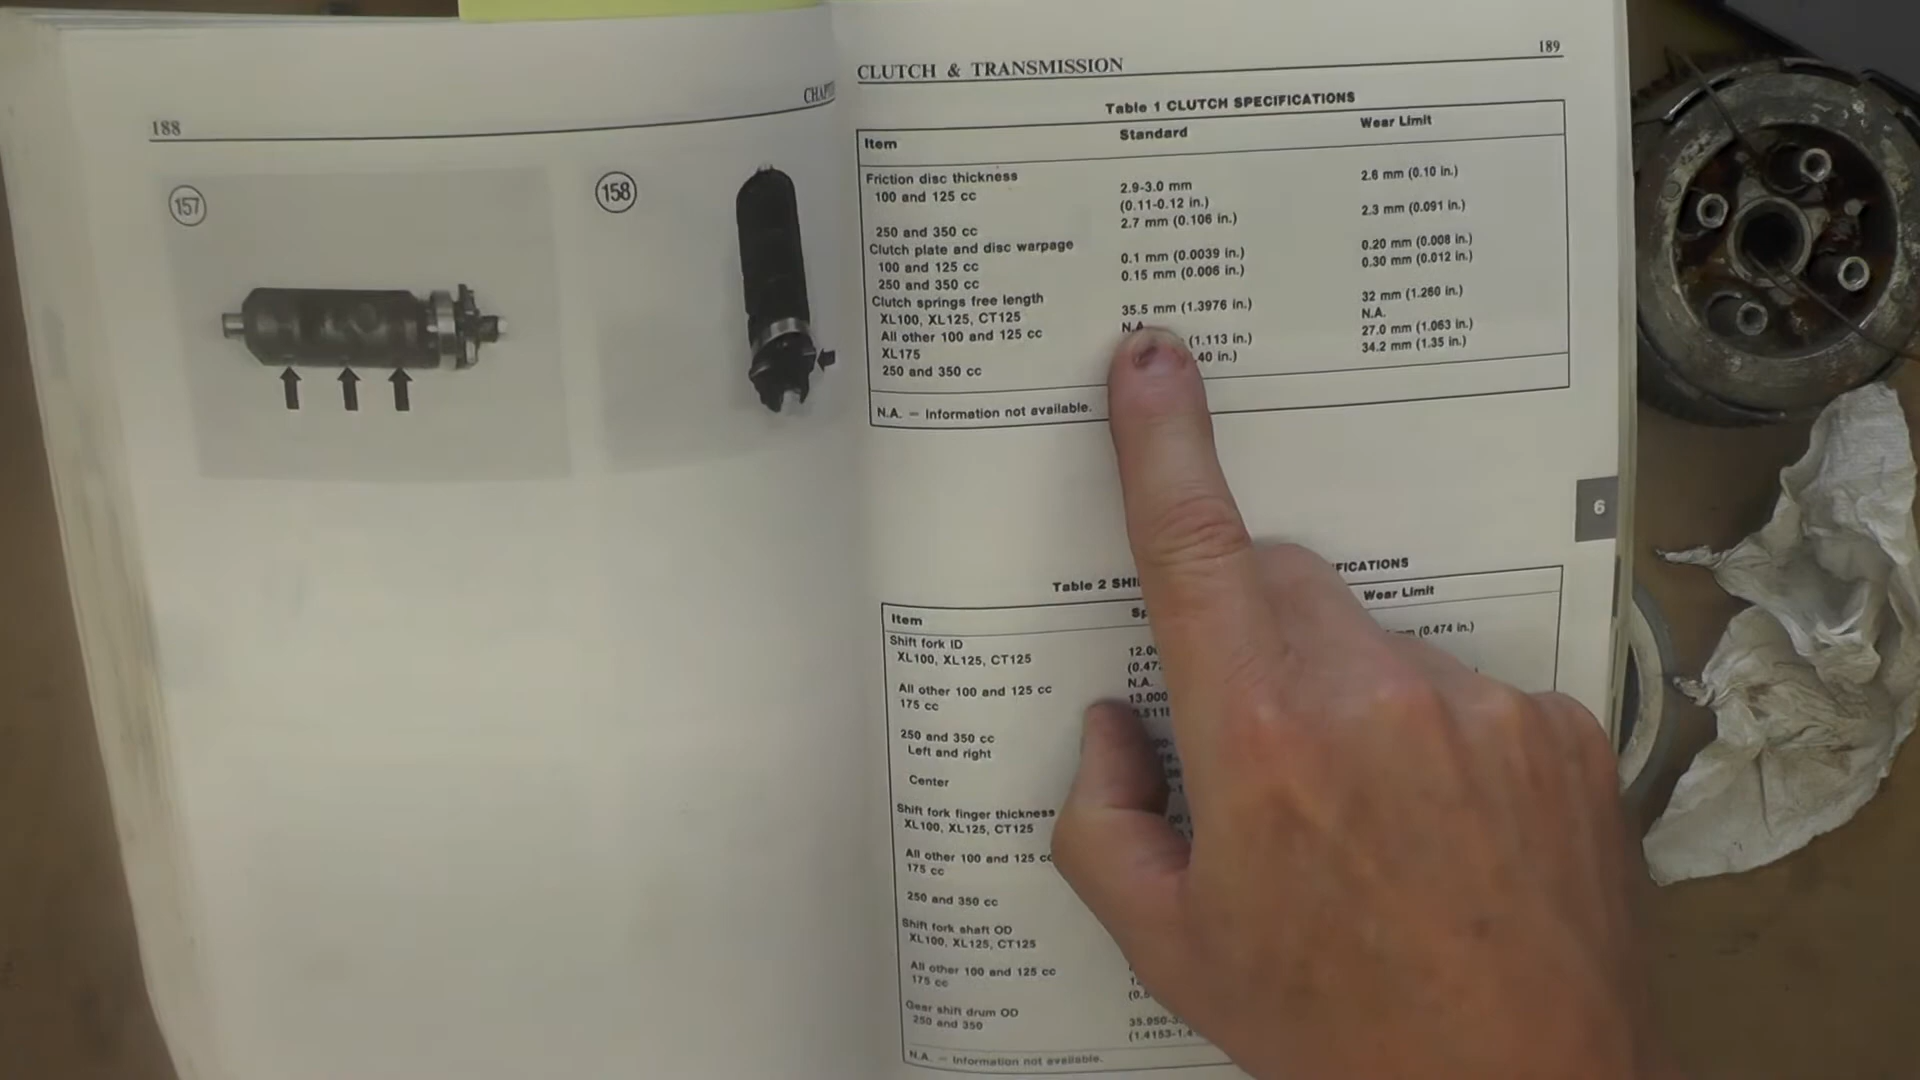 188
157
158
CLUTCH & TRANSMISSION
189
Table 1 CLUTCH SPECIFICATIONS
Item Standard Wear Limit
Friction disc thickness
100 and 125 cc 2.9-3.0 mm 2.6 mm (0.10 in.)
(0.11-0.12 in.)
250 and 350 cc 2.7 mm (0.106 in.) 2.3 mm (0.091 in.)
Clutch plate and disc warpage
100 and 125 cc 0.1 mm (0.0039 in.) 0.20 mm (0.008 in.)
250 and 350 cc 0.15 mm (0.006 in.) 0.30 mm (0.012 in.)
Clutch springs free length
XL100, XL125, CT125 35.5 mm (1.3976 in.) 32 mm (1.260 in.)
All other 100 and 125 cc N.A. N.A.
XL175 (1.113 in.) 27.0 mm (1.063 in.)
250 and 350 cc in.) 34.2 mm (1.35 in.)
N.A. — Information not available.
6
Table 2
Item Wear Limit
Shift fork ID
XL100, XL125, CT125 mm (0.474 in.)
All other 100 and 125 cc N.A.
175 cc 13.000
250 and 350 cc
Left and right
Center
Shift fork finger thickness
XL100, XL125, CT125
All other 100 and 125 cc
175 cc
250 and 350 cc
Shift fork shaft OD
XL100, XL125, CT125
All other 100 and 125 cc
175 cc
Gear shift drum OD
250 and 350
N.A. — Information not available.